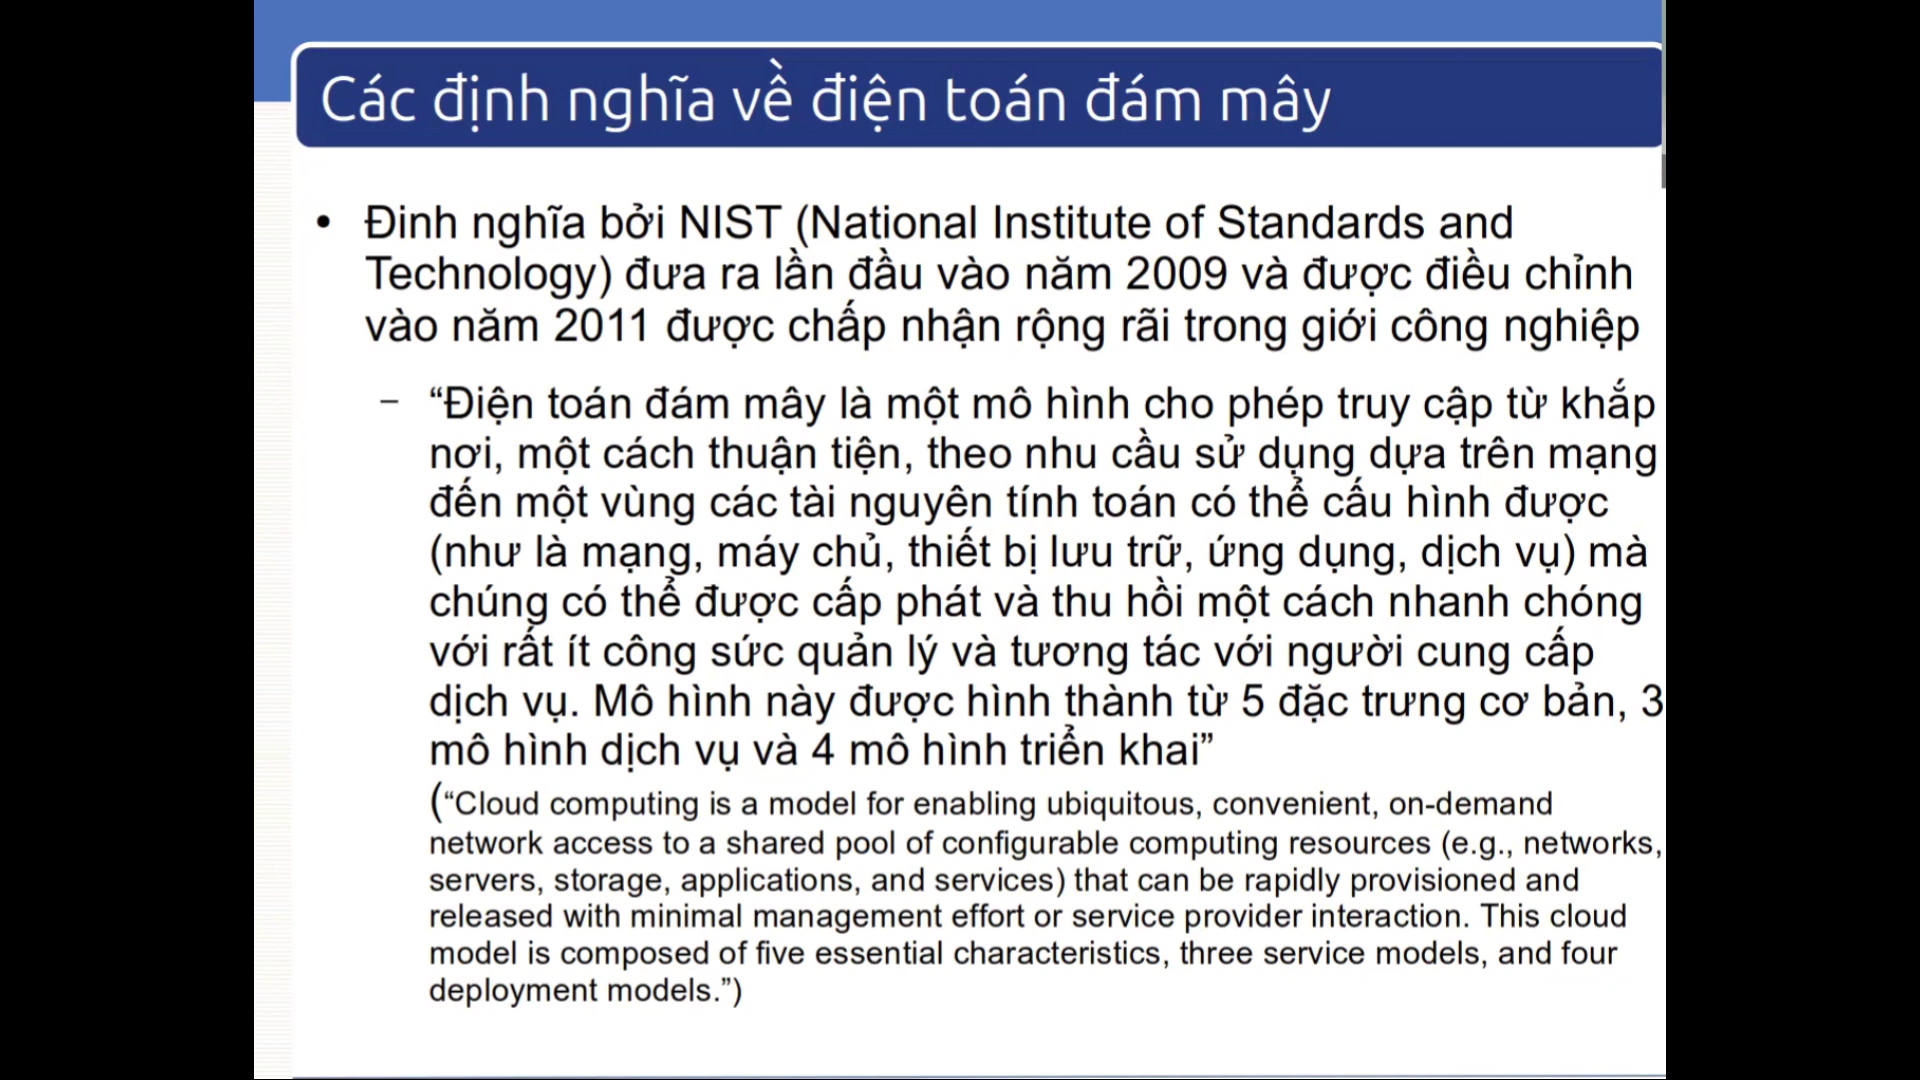 Các định nghĩa về điện toán đám mây
• Đinh nghĩa bởi NIST (National Institute of Standards and
Technology) đưa ra lần đầu vào năm 2009 và được điều chỉnh
vào năm 2011 được chấp nhận rộng rãi trong giới công nghiệp
– “Điện toán đám mây là một mô hình cho phép truy cập từ khắp
nơi, một cách thuận tiện, theo nhu cầu sử dụng dựa trên mạng
đến một vùng các tài nguyên tính toán có thể cấu hình được
(như là mạng, máy chủ, thiết bị lưu trữ, ứng dụng, dịch vụ) mà
chúng có thể được cấp phát và thu hồi một cách nhanh chóng
với rất ít công sức quản lý và tương tác với người cung cấp
dịch vụ. Mô hình này được hình thành từ 5 đặc trưng cơ bản, 3
mô hình dịch vụ và 4 mô hình triển khai”
(“Cloud computing is a model for enabling ubiquitous, convenient, on-demand
network access to a shared pool of configurable computing resources (e.g., networks,
servers, storage, applications, and services) that can be rapidly provisioned and
released with minimal management effort or service provider interaction. This cloud
model is composed of five essential characteristics, three service models, and four
deployment models.”)